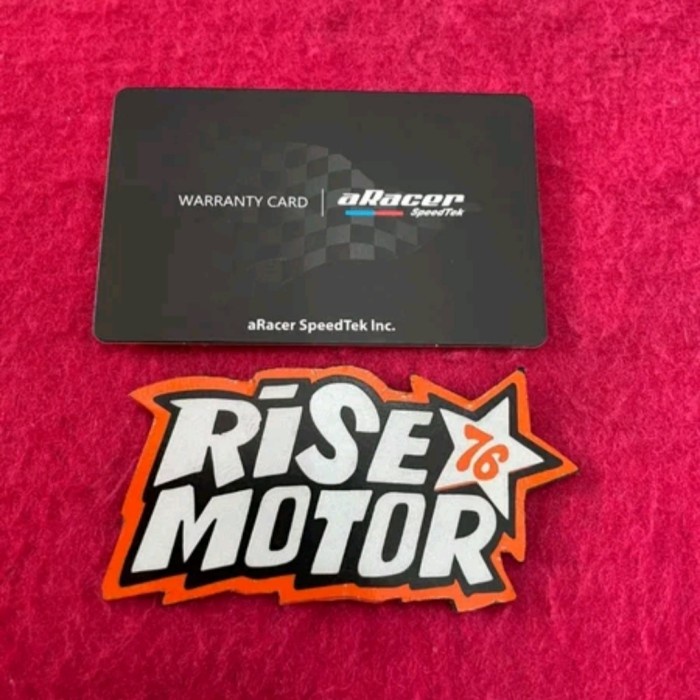 WARRANTY CARD | aRacer
SpeedTek
aRacer SpeedTek Inc.
RiSE 76
MOTOR